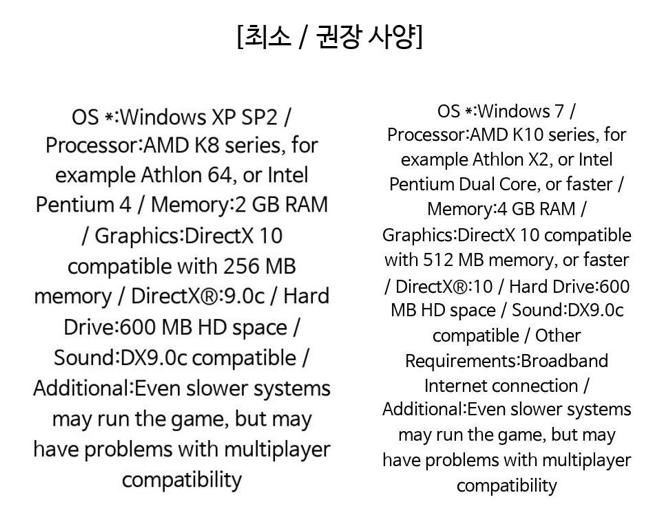 [최소 / 권장 사양]
OS *:Windows XP SP2 /
Processor:AMD K8 series, for
example Athlon 64, or Intel
Pentium 4 / Memory:2 GB RAM
/ Graphics:DirectX 10
compatible with 256 MB
memory / DirectX®:9.0c / Hard
Drive:600 MB HD space /
Sound:DX9.0c compatible /
Additional:Even slower systems
may run the game, but may
have problems with multiplayer
compatibility
OS *:Windows 7 /
Processor:AMD K10 series, for
example Athlon X2, or Intel
Pentium Dual Core, or faster /
Memory:4 GB RAM /
Graphics:DirectX 10 compatible
with 512 MB memory, or faster
/ DirectX®:10 / Hard Drive:600
MB HD space / Sound:DX9.0c
compatible / Other
Requirements:Broadband
Internet connection /
Additional:Even slower systems
may run the game, but may
have problems with multiplayer
compatibility